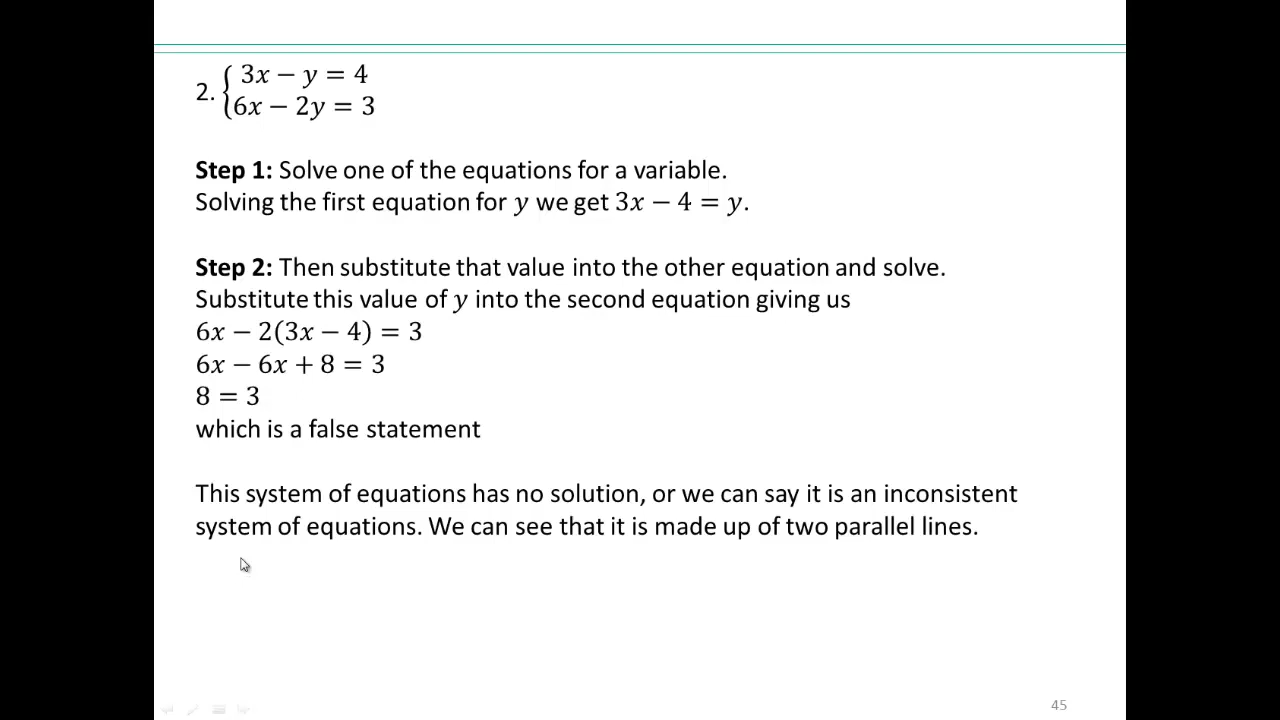 2. { 3x − y = 4
6x − 2y = 3
Step 1: Solve one of the equations for a variable.
Solving the first equation for y we get 3x − 4 = y.
Step 2: Then substitute that value into the other equation and solve.
Substitute this value of y into the second equation giving us
6x − 2(3x − 4) = 3
6x − 6x + 8 = 3
8 = 3
which is a false statement
This system of equations has no solution, or we can say it is an inconsistent
system of equations. We can see that it is made up of two parallel lines.
45